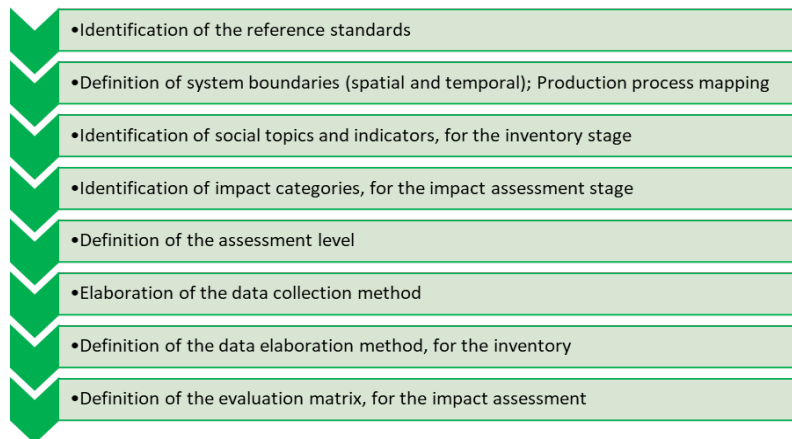 •Identification of the reference standards
•Definition of system boundaries (spatial and temporal); Production process mapping
•Identification of social topics and indicators, for the inventory stage
•Identification of impact categories, for the impact assessment stage
•Definition of the assessment level
•Elaboration of the data collection method
•Definition of the data elaboration method, for the inventory
•Definition of the evaluation matrix, for the impact assessment